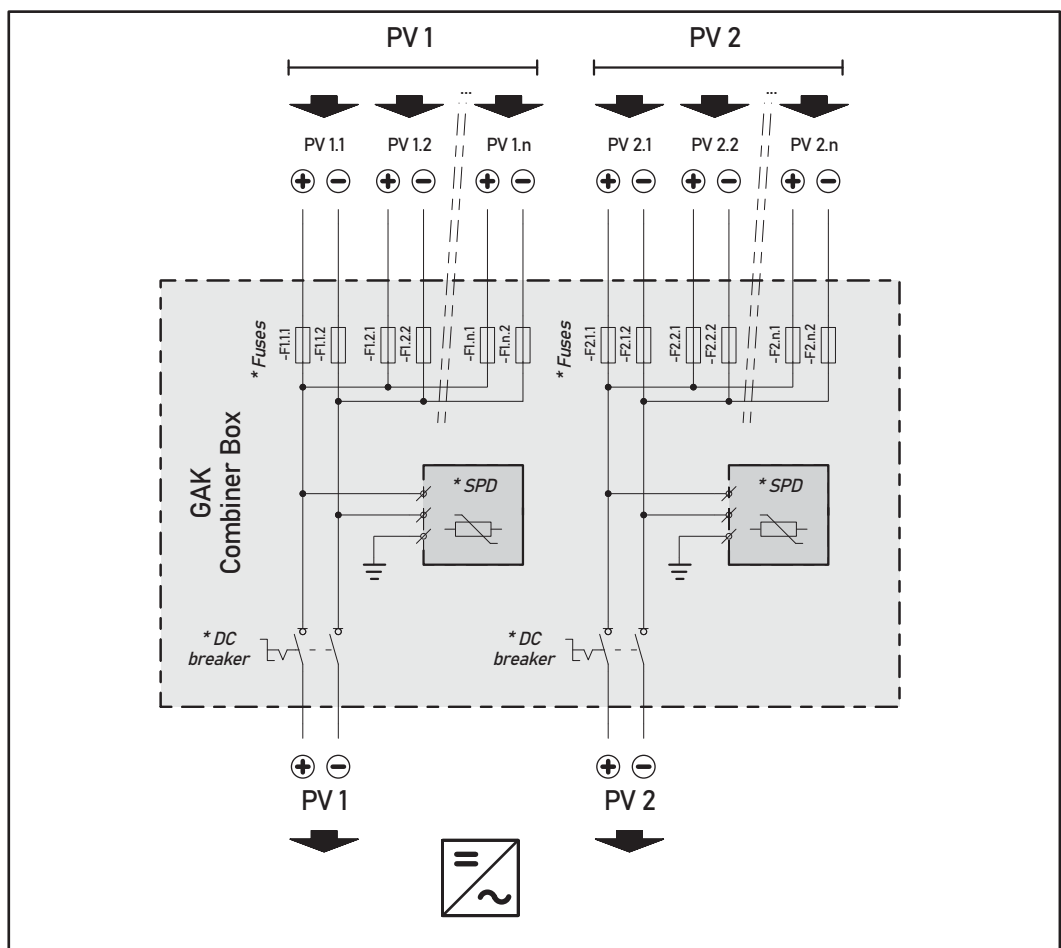 PV 1
PV 2
... ...
PV 1.1 PV 1.2 PV 1.n PV 2.1 PV 2.2 PV 2.n
+ − + − + − + − + − + −
* Fuses
-F1.1.1
-F1.1.2
-F1.2.1
-F1.2.2
-F1.n.1
-F1.n.2
* Fuses
-F2.1.1
-F2.1.2
-F2.2.1
-F2.2.2
-F2.n.1
-F2.n.2
GAK
Combiner Box
* SPD
* SPD
* DC
breaker
* DC
breaker
+ − + −
PV 1
PV 2
= ~